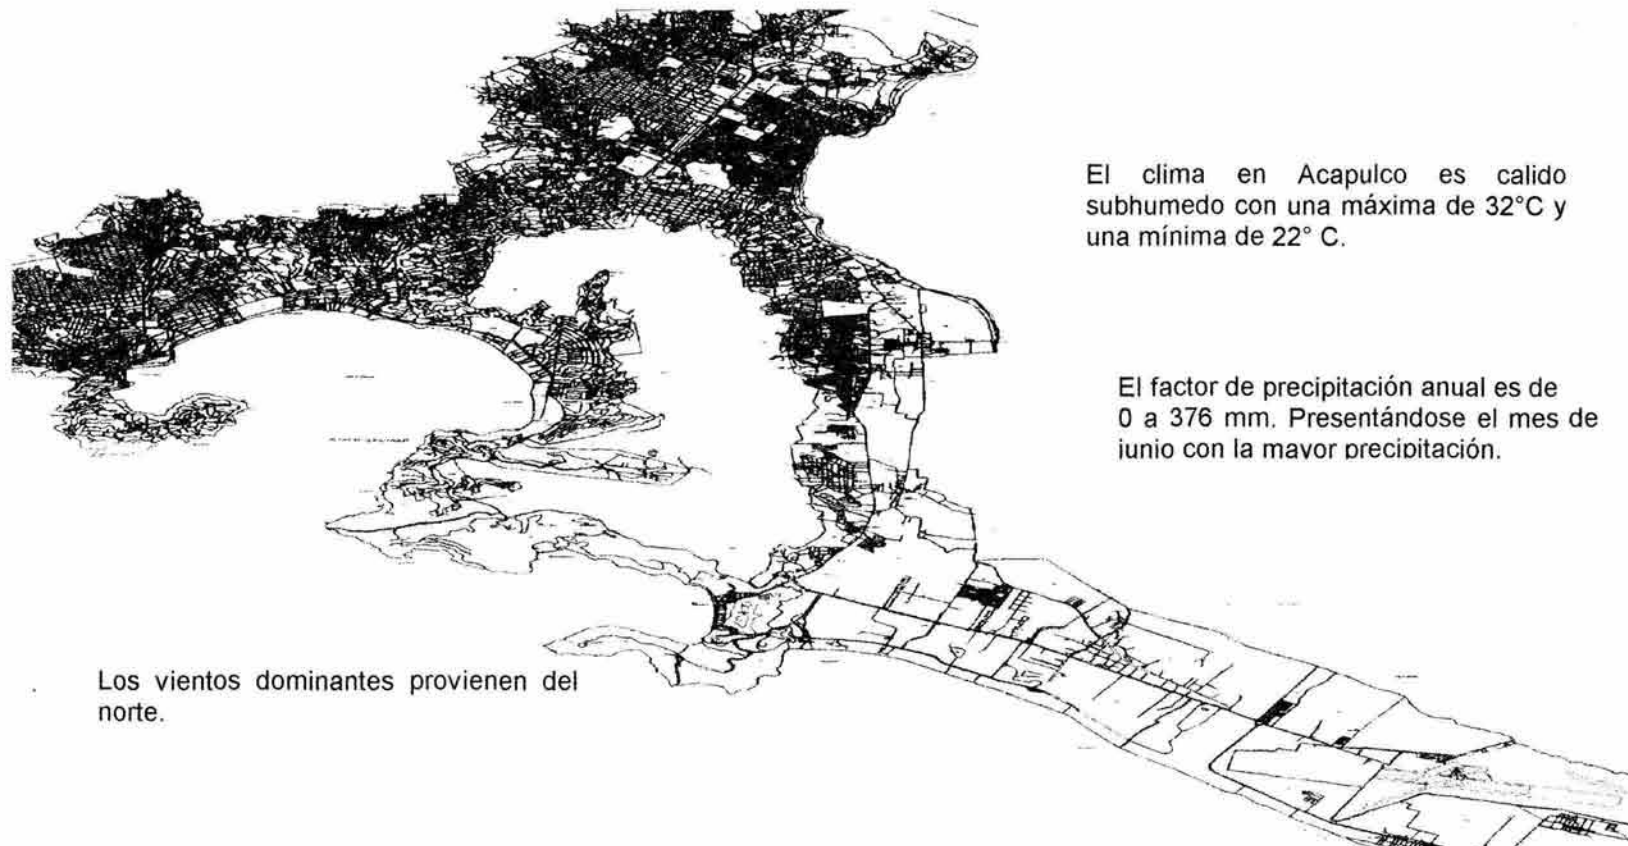 El clima en Acapulco es calido
subhumedo con una máxima de 32°C y
una mínima de 22° C.
El factor de precipitación anual es de
0 a 376 mm. Presentándose el mes de
junio con la mayor precipitación.
Los vientos dominantes provienen del
norte.